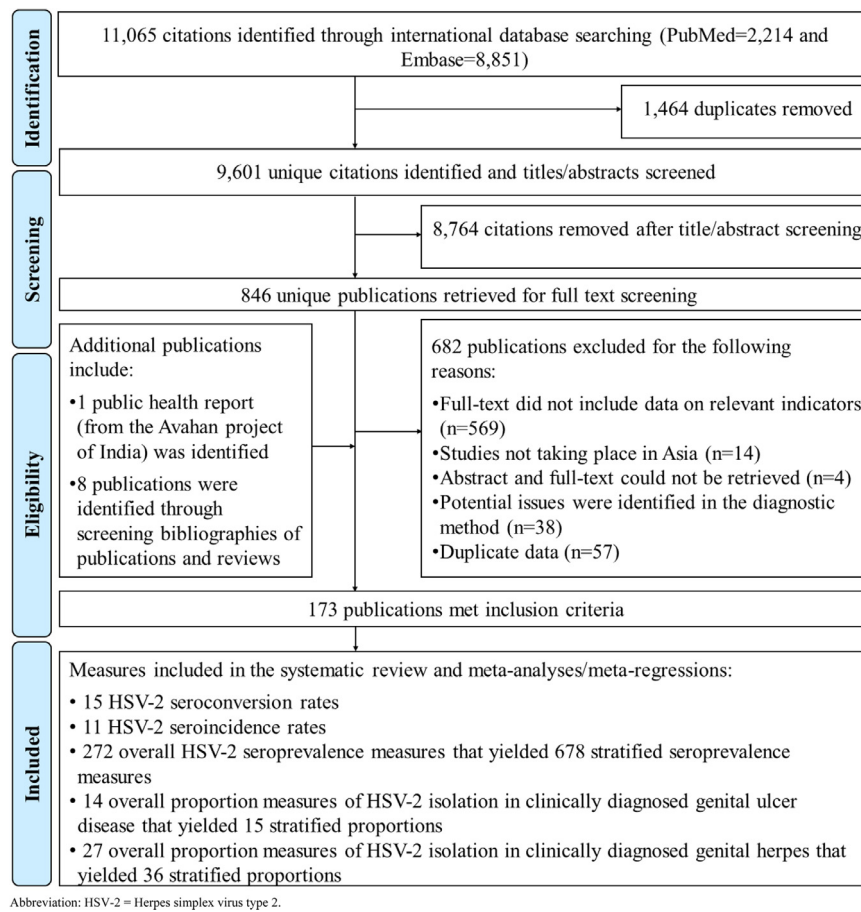 Identification
11,065 citations identified through international database searching (PubMed=2,214 and
Embase=8,851)
1,464 duplicates removed
9,601 unique citations identified and titles/abstracts screened
Screening
8,764 citations removed after title/abstract screening
846 unique publications retrieved for full text screening
Eligibility
Additional publications
include:
•1 public health report
(from the Avahan project
of India) was identified
•8 publications were
identified through
screening bibliographies of
publications and reviews
682 publications excluded for the following
reasons:
•Full-text did not include data on relevant indicators
(n=569)
•Studies not taking place in Asia (n=14)
•Abstract and full-text could not be retrieved (n=4)
•Potential issues were identified in the diagnostic
method (n=38)
•Duplicate data (n=57)
173 publications met inclusion criteria
Included
Measures included in the systematic review and meta-analyses/meta-regressions:
• 15 HSV-2 seroconversion rates
• 11 HSV-2 seroincidence rates
• 272 overall HSV-2 seroprevalence measures that yielded 678 stratified seroprevalence
measures
• 14 overall proportion measures of HSV-2 isolation in clinically diagnosed genital ulcer
disease that yielded 15 stratified proportions
• 27 overall proportion measures of HSV-2 isolation in clinically diagnosed genital herpes that
yielded 36 stratified proportions
Abbreviation: HSV-2 = Herpes simplex virus type 2.